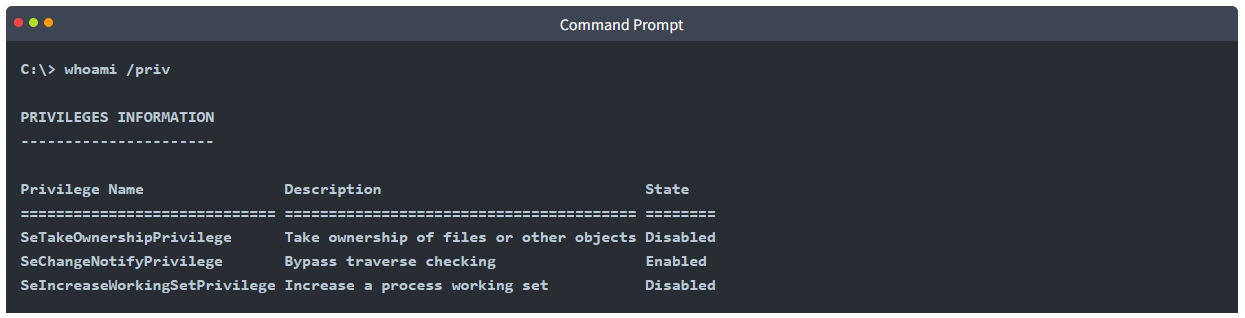 Command Prompt
C:\> whoami /priv
PRIVILEGES INFORMATION
----------------------
Privilege Name                Description                              State
============================= ======================================== ========
SeTakeOwnershipPrivilege      Take ownership of files or other objects Disabled
SeChangeNotifyPrivilege       Bypass traverse checking                 Enabled
SeIncreaseWorkingSetPrivilege Increase a process working set           Disabled